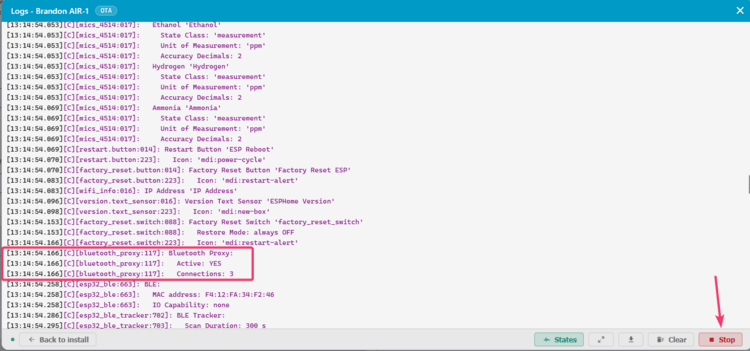 Logs - Brandon AIR-1 OTA
[13:14:54.053][C][mics_4514:017]: Ethanol 'Ethanol'
[13:14:54.053][C][mics_4514:017]: State Class: 'measurement'
[13:14:54.053][C][mics_4514:017]: Unit of Measurement: 'ppm'
[13:14:54.053][C][mics_4514:017]: Accuracy Decimals: 2
[13:14:54.053][C][mics_4514:017]: Hydrogen 'Hydrogen'
[13:14:54.053][C][mics_4514:017]: State Class: 'measurement'
[13:14:54.053][C][mics_4514:017]: Unit of Measurement: 'ppm'
[13:14:54.053][C][mics_4514:017]: Accuracy Decimals: 2
[13:14:54.053][C][mics_4514:017]: Ammonia 'Ammonia'
[13:14:54.069][C][mics_4514:017]: State Class: 'measurement'
[13:14:54.069][C][mics_4514:017]: Unit of Measurement: 'ppm'
[13:14:54.069][C][mics_4514:017]: Accuracy Decimals: 2
[13:14:54.069][C][restart.button:014]: Restart Button 'ESP Reboot'
[13:14:54.070][C][restart.button:223]: Icon: 'mdi:power-cycle'
[13:14:54.070][C][factory_reset.button:014]: Factory Reset Button 'Factory Reset ESP'
[13:14:54.083][C][factory_reset.button:223]: Icon: 'mdi:restart-alert'
[13:14:54.083][C][wifi_info:016]: IP Address 'IP Address'
[13:14:54.096][C][version.text_sensor:016]: Version Text Sensor 'ESPHome Version'
[13:14:54.098][C][version.text_sensor:223]: Icon: 'mdi:new-box'
[13:14:54.153][C][factory_reset.switch:088]: Factory Reset Switch 'factory_reset_switch'
[13:14:54.153][C][factory_reset.switch:088]: Restore Mode: always OFF
[13:14:54.166][C][factory_reset.switch:223]: Icon: 'mdi:restart-alert'
[13:14:54.166][C][bluetooth_proxy:117]: Bluetooth Proxy:
[13:14:54.166][C][bluetooth_proxy:117]: Active: YES
[13:14:54.166][C][bluetooth_proxy:117]: Connections: 3
[13:14:54.258][C][esp32_ble:663]: BLE:
[13:14:54.258][C][esp32_ble:663]: MAC address: F4:12:FA:34:F2:46
[13:14:54.258][C][esp32_ble:663]: IO Capability: none
[13:14:54.286][C][esp32_ble_tracker:702]: BLE Tracker:
[13:14:54.295][C][esp32_ble_tracker:703]: Scan Duration: 300 s
Back to install States Clear Stop